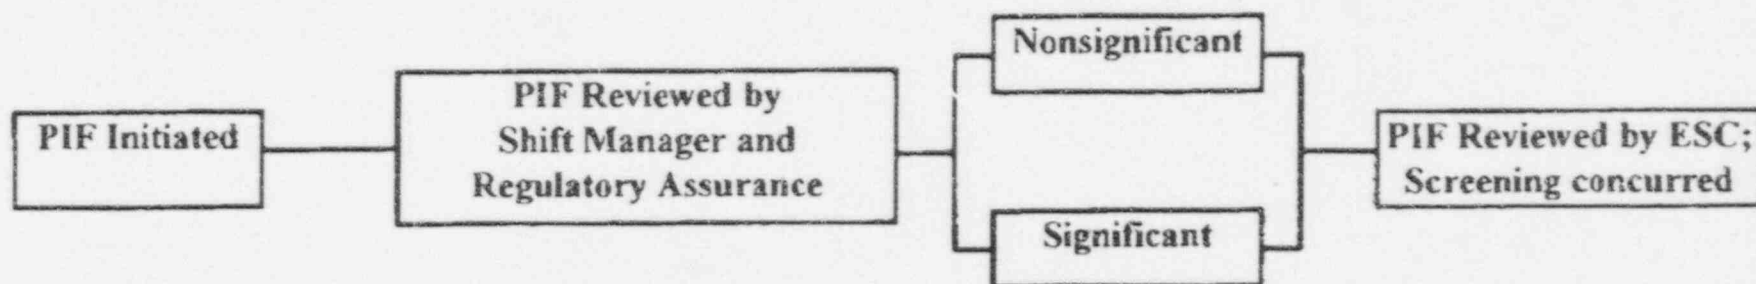 PIF Initiated
PIF Reviewed by
Shift Manager and
Regulatory Assurance
Nonsignificant
Significant
PIF Reviewed by ESC;
Screening concurred